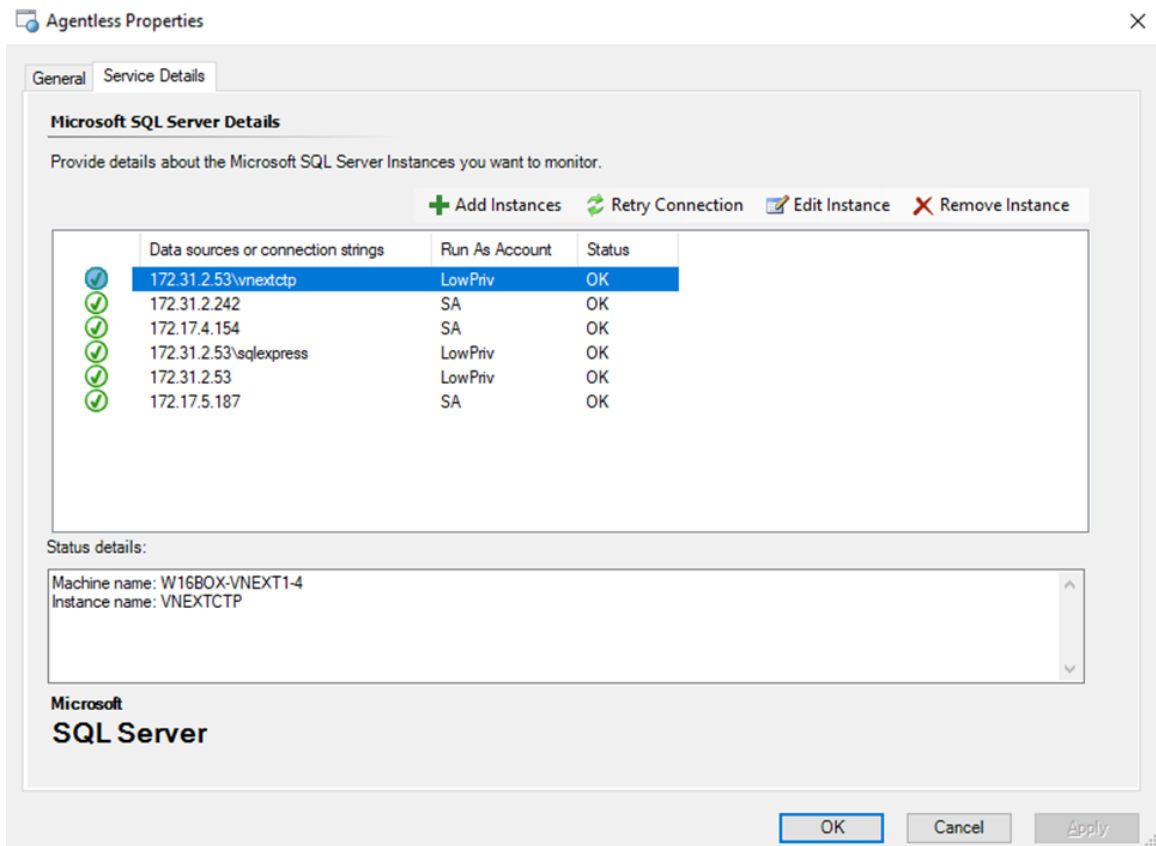 Agentless Properties
General Service Details
Microsoft SQL Server Details
Provide details about the Microsoft SQL Server Instances you want to monitor.
Add Instances Retry Connection Edit Instance Remove Instance
Data sources or connection strings Run As Account Status
172.31.2.53\vnextctp LowPriv OK
172.31.2.242 SA OK
172.17.4.154 SA OK
172.31.2.53\sqlexpress LowPriv OK
172.31.2.53 LowPriv OK
172.17.5.187 SA OK
Status details:
Machine name: W16BOX-VNEXT1-4
Instance name: VNEXTCTP
Microsoft
SQL Server
OK Cancel Apply